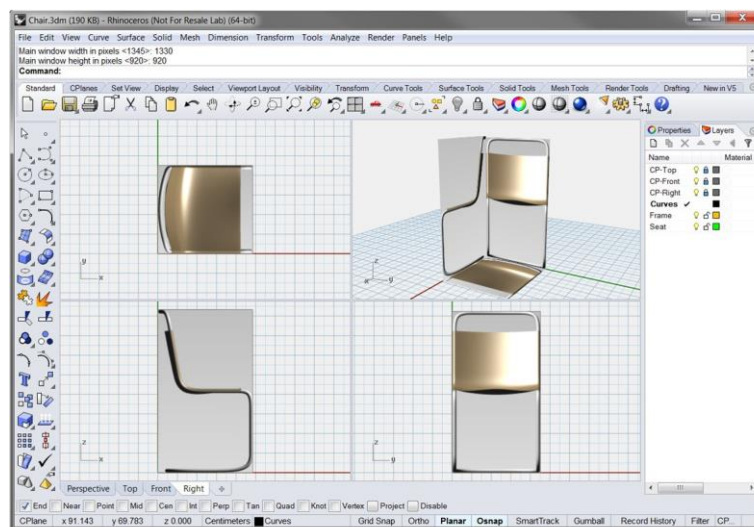 Chair.3dm (190 KB) - Rhinoceros (Not For Resale Lab) (64-bit)
File Edit View Curve Surface Solid Mesh Dimension Transform Tools Analyze Render Panels Help
Main window width in pixels <1345>: 1330
Main window height in pixels <920>: 920
Command:
Standard CPlanes Set View Display Select Viewport Layout Visibility Transform Curve Tools Surface Tools Solid Tools Mesh Tools Render Tools Drafting New in V5
Properties Layers
Name Material
CP-Top
CP-Front
CP-Right
Curves
Frame
Seat
y
x
z
x y
z
x
z
y
Perspective Top Front Right
End Near Point Mid Cen Int Perp Tan Quad Knot Vertex Project Disable
CPlane x 91.143 y 69.783 z 0.000 Centimeters Curves Grid Snap Ortho Planar Osnap SmartTrack Gumball Record History Filter CP...